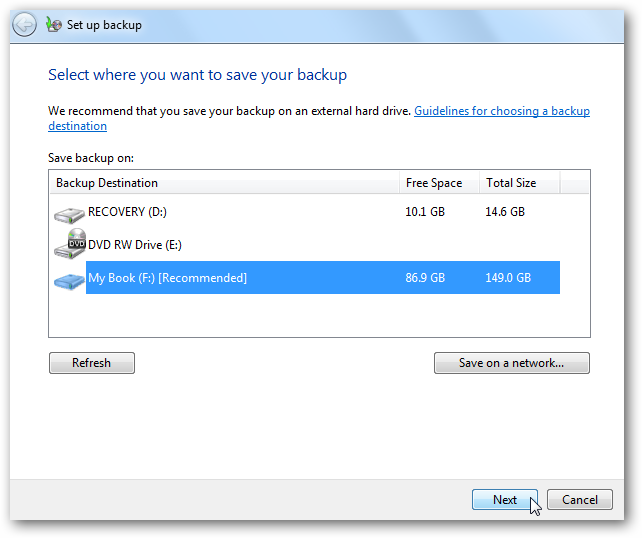 Set up backup
Select where you want to save your backup
We recommend that you save your backup on an external hard drive. Guidelines for choosing a backup
destination
Save backup on:
Backup Destination Free Space Total Size
RECOVERY (D:) 10.1 GB 14.6 GB
DVD DVD RW Drive (E:)
My Book (F:) [Recommended] 86.9 GB 149.0 GB
Refresh Save on a network...
Next Cancel